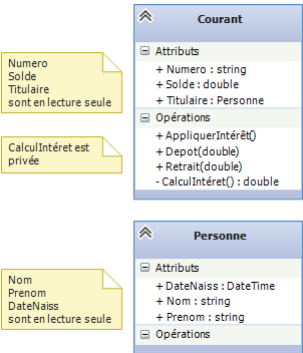 Courant
Attributs
+ Numero : string
+ Solde : double
+ Titulaire : Personne
Opérations
+ AppliquerIntérêt()
+ Depot(double)
+ Retrait(double)
- CalculIntéret() : double
Numero
Solde
Titulaire
sont en lecture seule
CalculIntéret est
privée
Personne
Attributs
+ DateNaiss : DateTime
+ Nom : string
+ Prenom : string
Opérations
Nom
Prenom
DateNaiss
sont en lecture seule